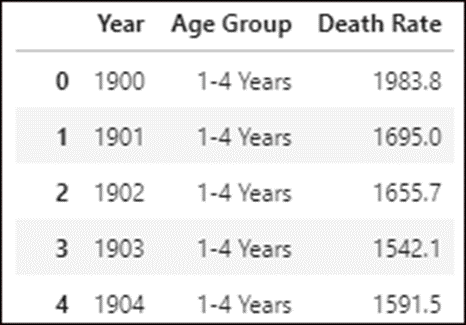 Year Age Group Death Rate
0 1900 1-4 Years 1983.8
1 1901 1-4 Years 1695.0
2 1902 1-4 Years 1655.7
3 1903 1-4 Years 1542.1
4 1904 1-4 Years 1591.5